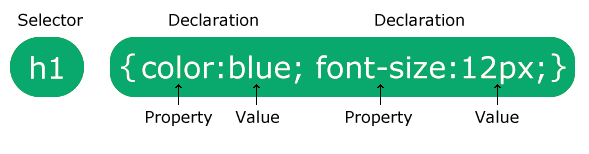 Selector Declaration Declaration
h1 {color:blue; font-size:12px;}
Property Value Property Value